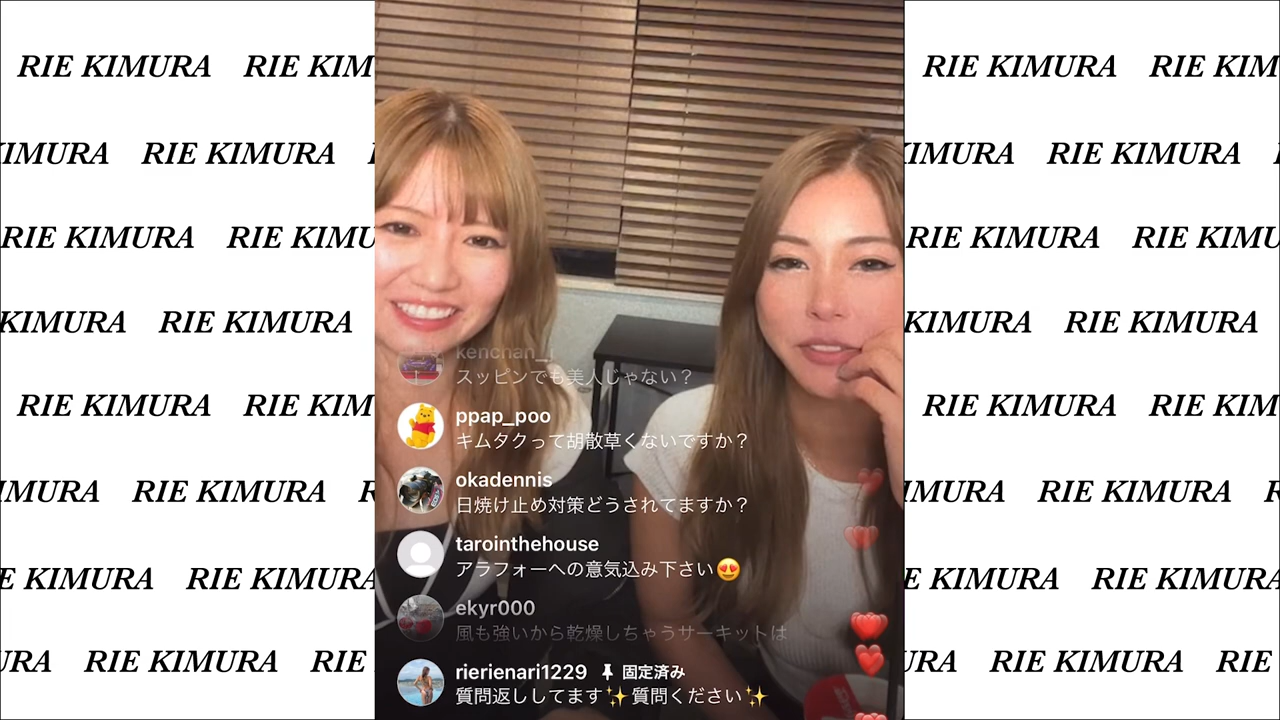 RIE KIMURA RIE KIM
RIE KIMURA RIE KIM
IMURA RIE KIMURA
IMURA RIE KIMURA
RIE KIMURA RIE KIMU
RIE KIMURA RIE KIMU
KIMURA RIE KIMURA
KIMURA RIE KIMURA
kenchan_
スッピンでも美人じゃない？
RIE KIMURA RIE KIM
RIE KIMURA RIE KIM
ppap_poo
キムタクって胡散草くないですか？
okadennis
日焼け止め対策どうされてますか？
IMURA RIE KIMURA R
IMURA RIE KIMURA R
tarointhehouse
アラフォーへの意気込み下さい😍
E KIMURA RIE KIMURA
E KIMURA RIE KIMURA
ekyr000
風も強いから乾燥しちゃうサーキットは
URA RIE KIMURA RIE
URA RIE KIMURA RIE
rierienari1229 📌 固定済み
質問返ししてます✨質問ください✨